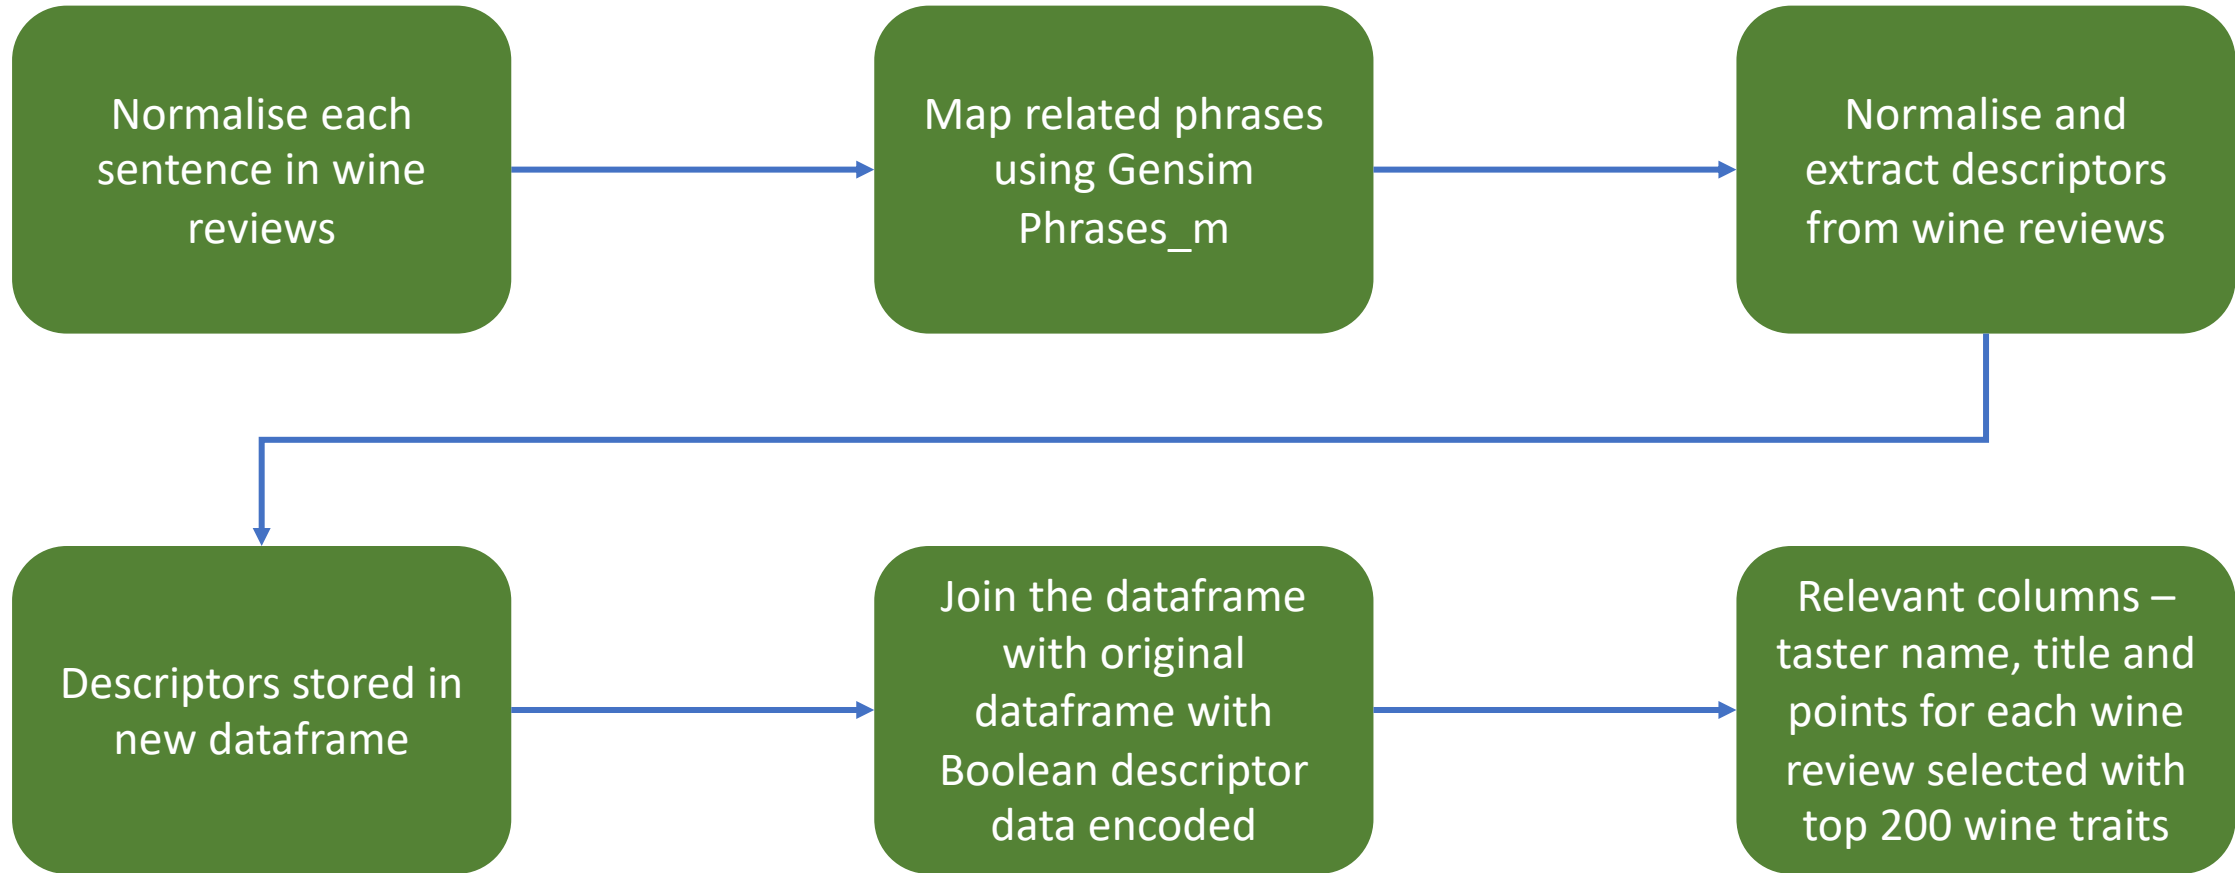 Normalise each
sentence in wine
reviews
Map related phrases
using Gensim
Phrases_m
Normalise and
extract descriptors
from wine reviews
Descriptors stored in
new dataframe
Join the dataframe
with original
dataframe with
Boolean descriptor
data encoded
Relevant columns –
taster name, title and
points for each wine
review selected with
top 200 wine traits